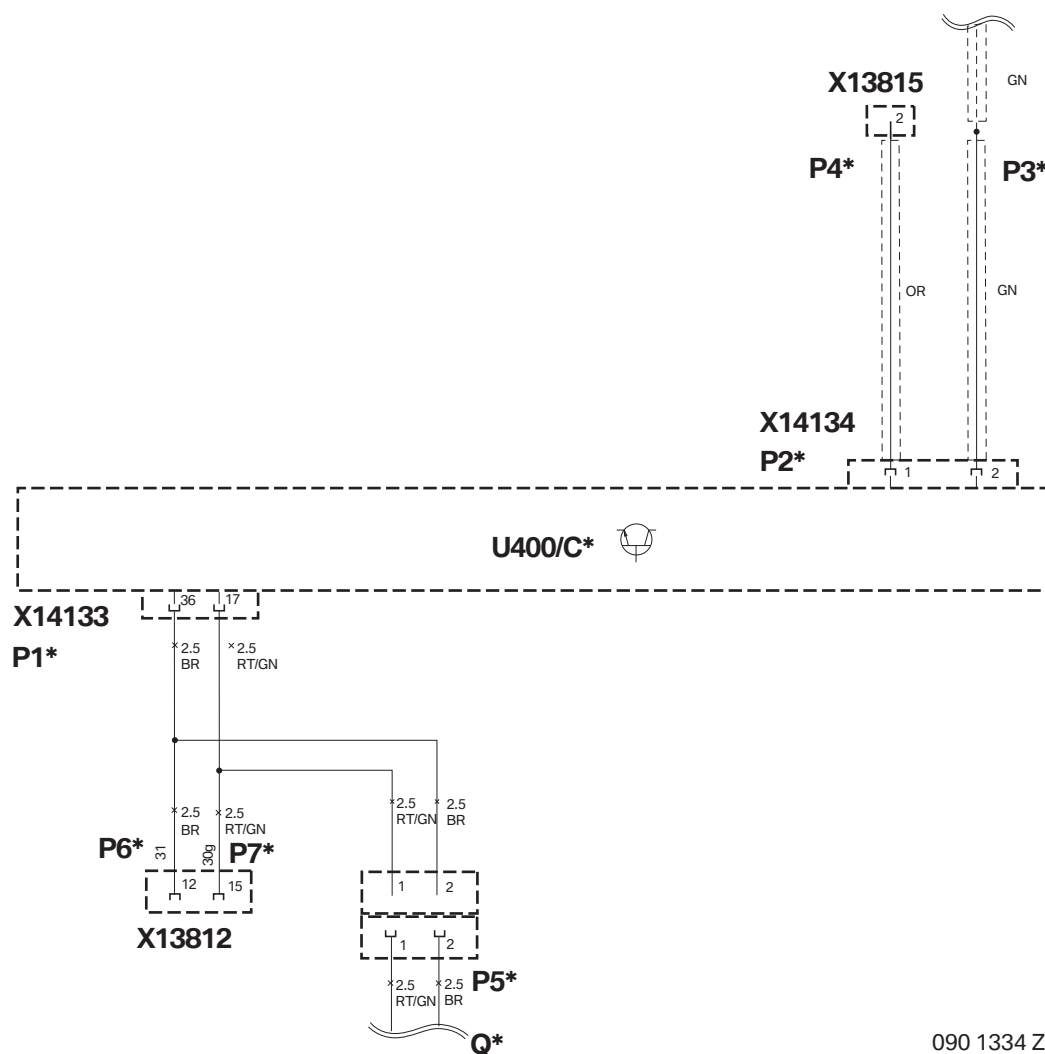 GN
X13815
2
P4*
P3*
OR
GN
X14134
P2*
1
2
U400/C*
36
17
X14133
2.5
BR
2.5
RT/GN
P1*
2.5
BR
2.5
RT/GN
2.5
RT/GN
2.5
BR
P6*
31
30g
P7*
12
15
1
2
X13812
1
2
2.5
RT/GN
2.5
BR
P5*
Q*
090 1334 Z